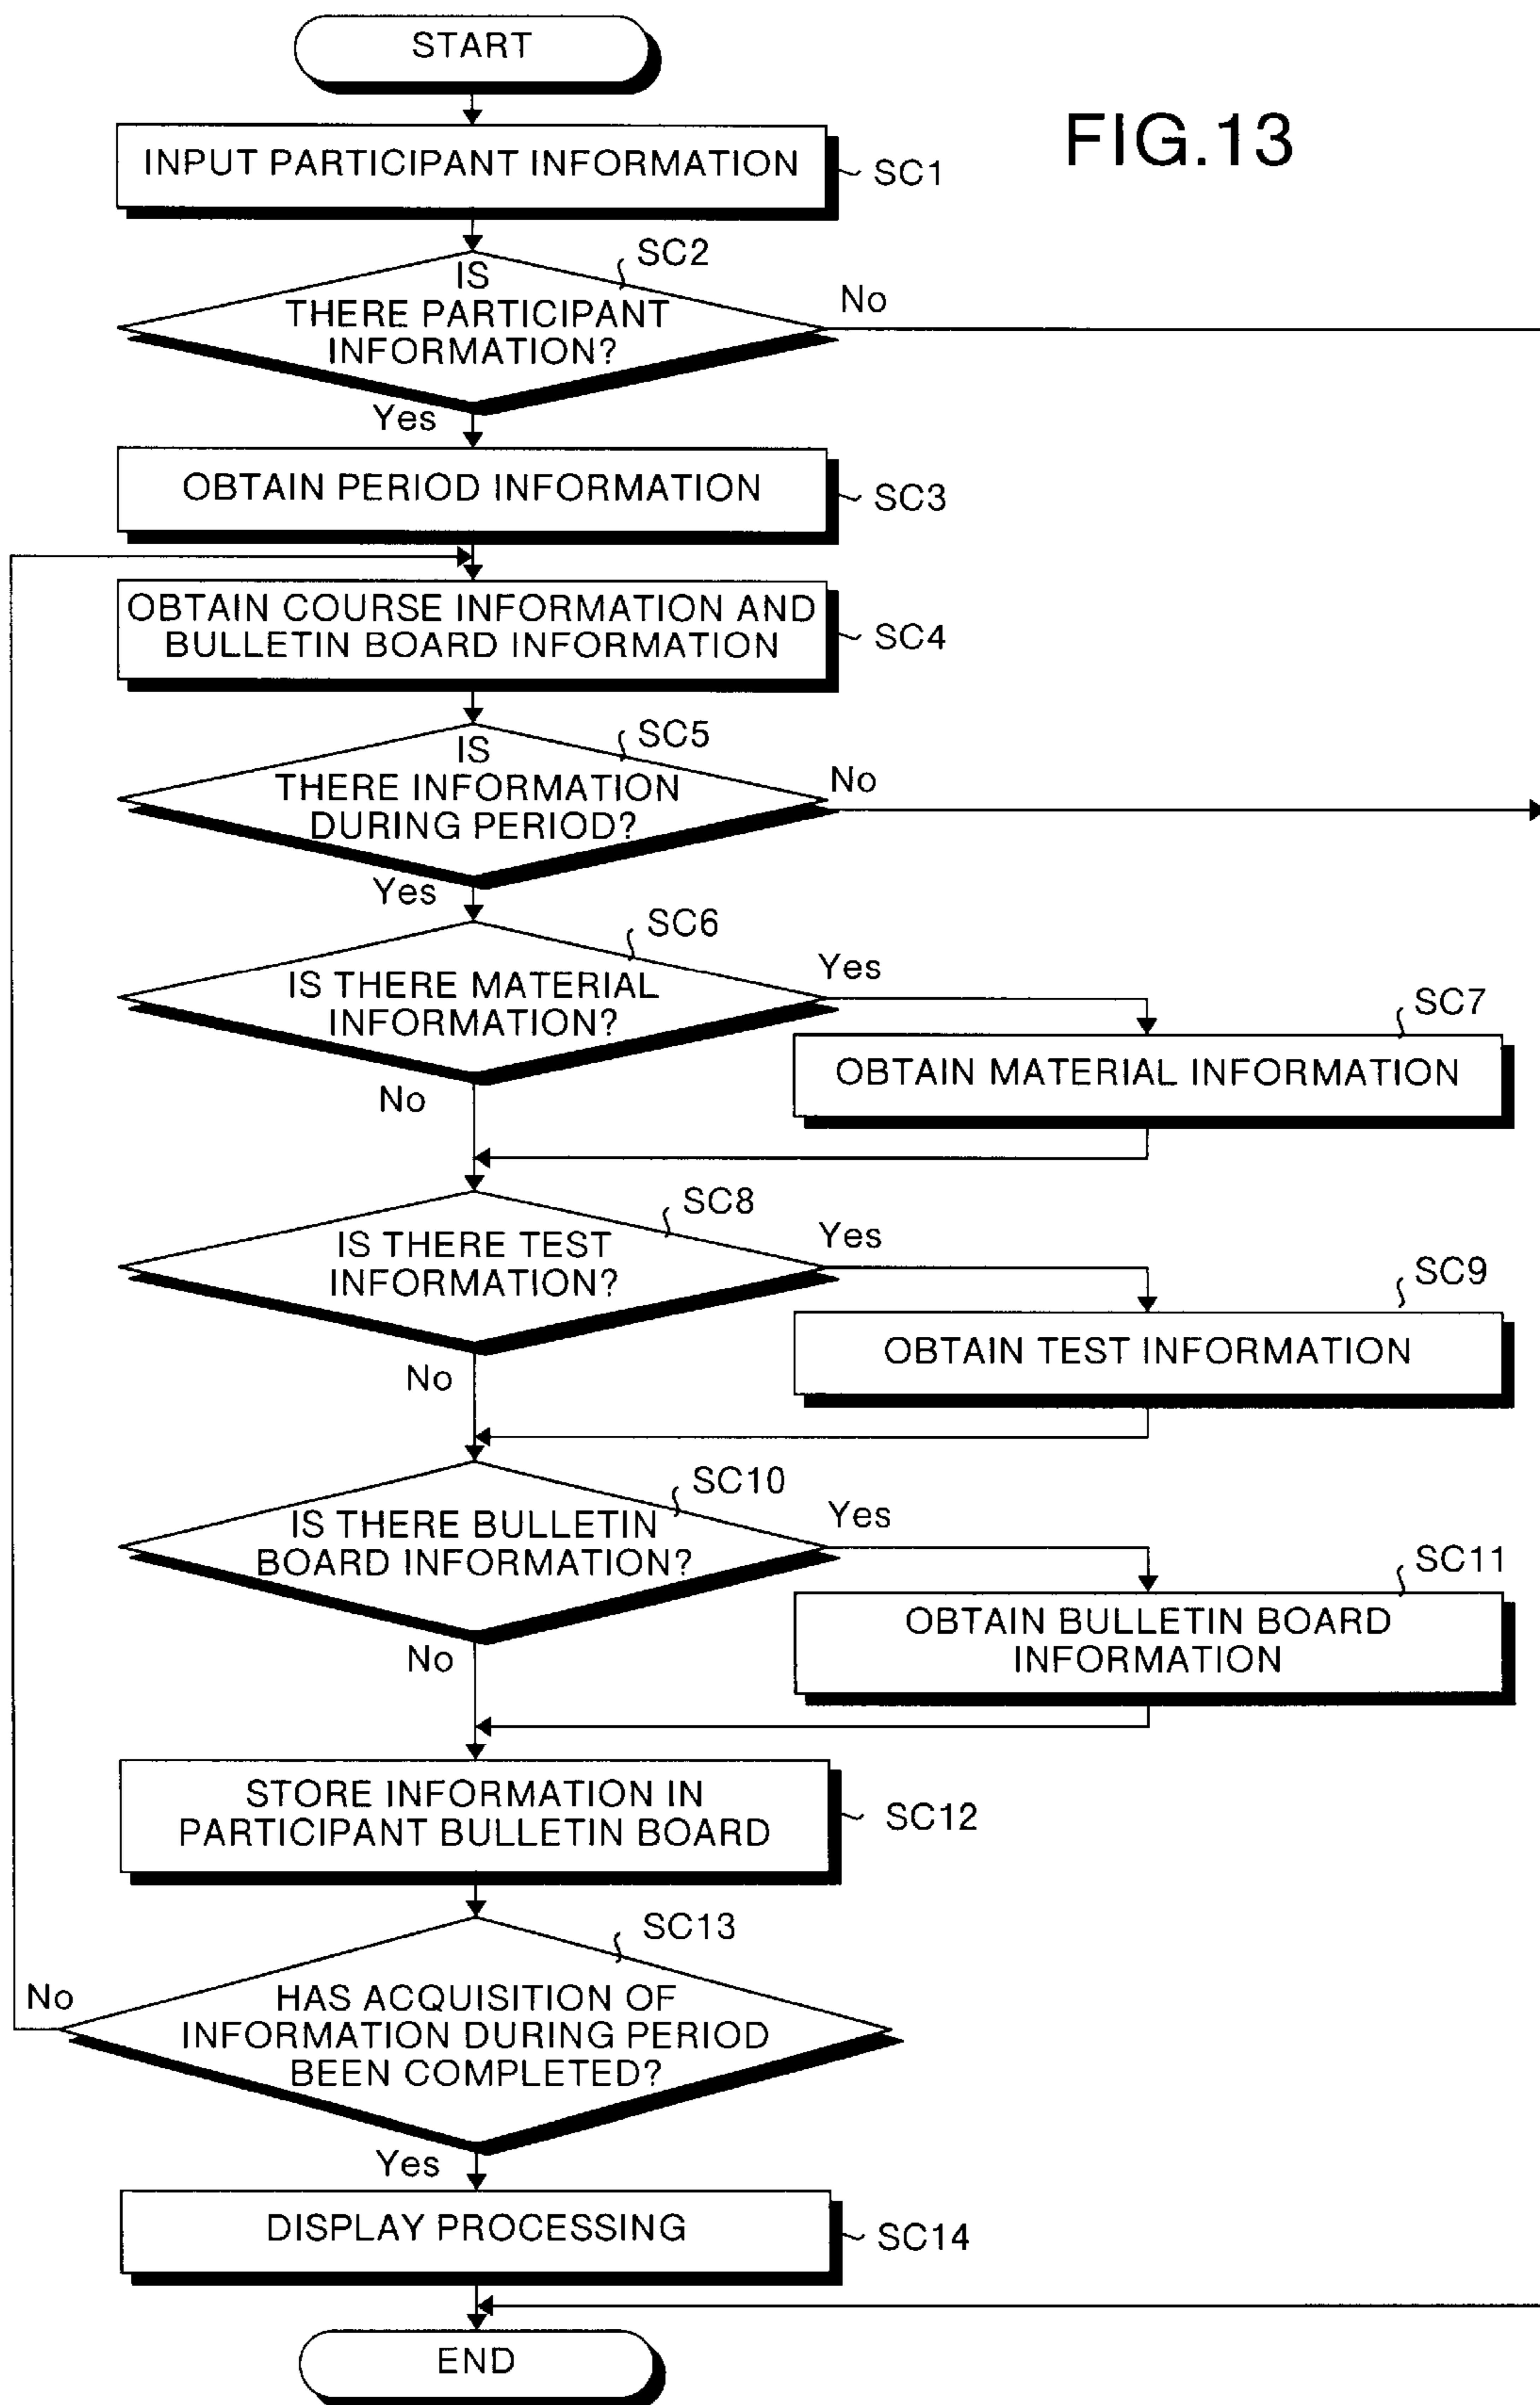 START
FIG.13
INPUT PARTICIPANT INFORMATION
SC1
SC2
IS
THERE PARTICIPANT
INFORMATION?
No
Yes
OBTAIN PERIOD INFORMATION
SC3
OBTAIN COURSE INFORMATION AND
BULLETIN BOARD INFORMATION
SC4
SC5
IS
THERE INFORMATION
DURING PERIOD?
No
Yes
SC6
IS THERE MATERIAL
INFORMATION?
Yes
SC7
OBTAIN MATERIAL INFORMATION
No
SC8
IS THERE TEST
INFORMATION?
Yes
SC9
OBTAIN TEST INFORMATION
No
SC10
IS THERE BULLETIN
BOARD INFORMATION?
Yes
SC11
OBTAIN BULLETIN BOARD
INFORMATION
No
STORE INFORMATION IN
PARTICIPANT BULLETIN BOARD
SC12
SC13
HAS ACQUISITION OF
INFORMATION DURING PERIOD
BEEN COMPLETED?
No
Yes
DISPLAY PROCESSING
SC14
END